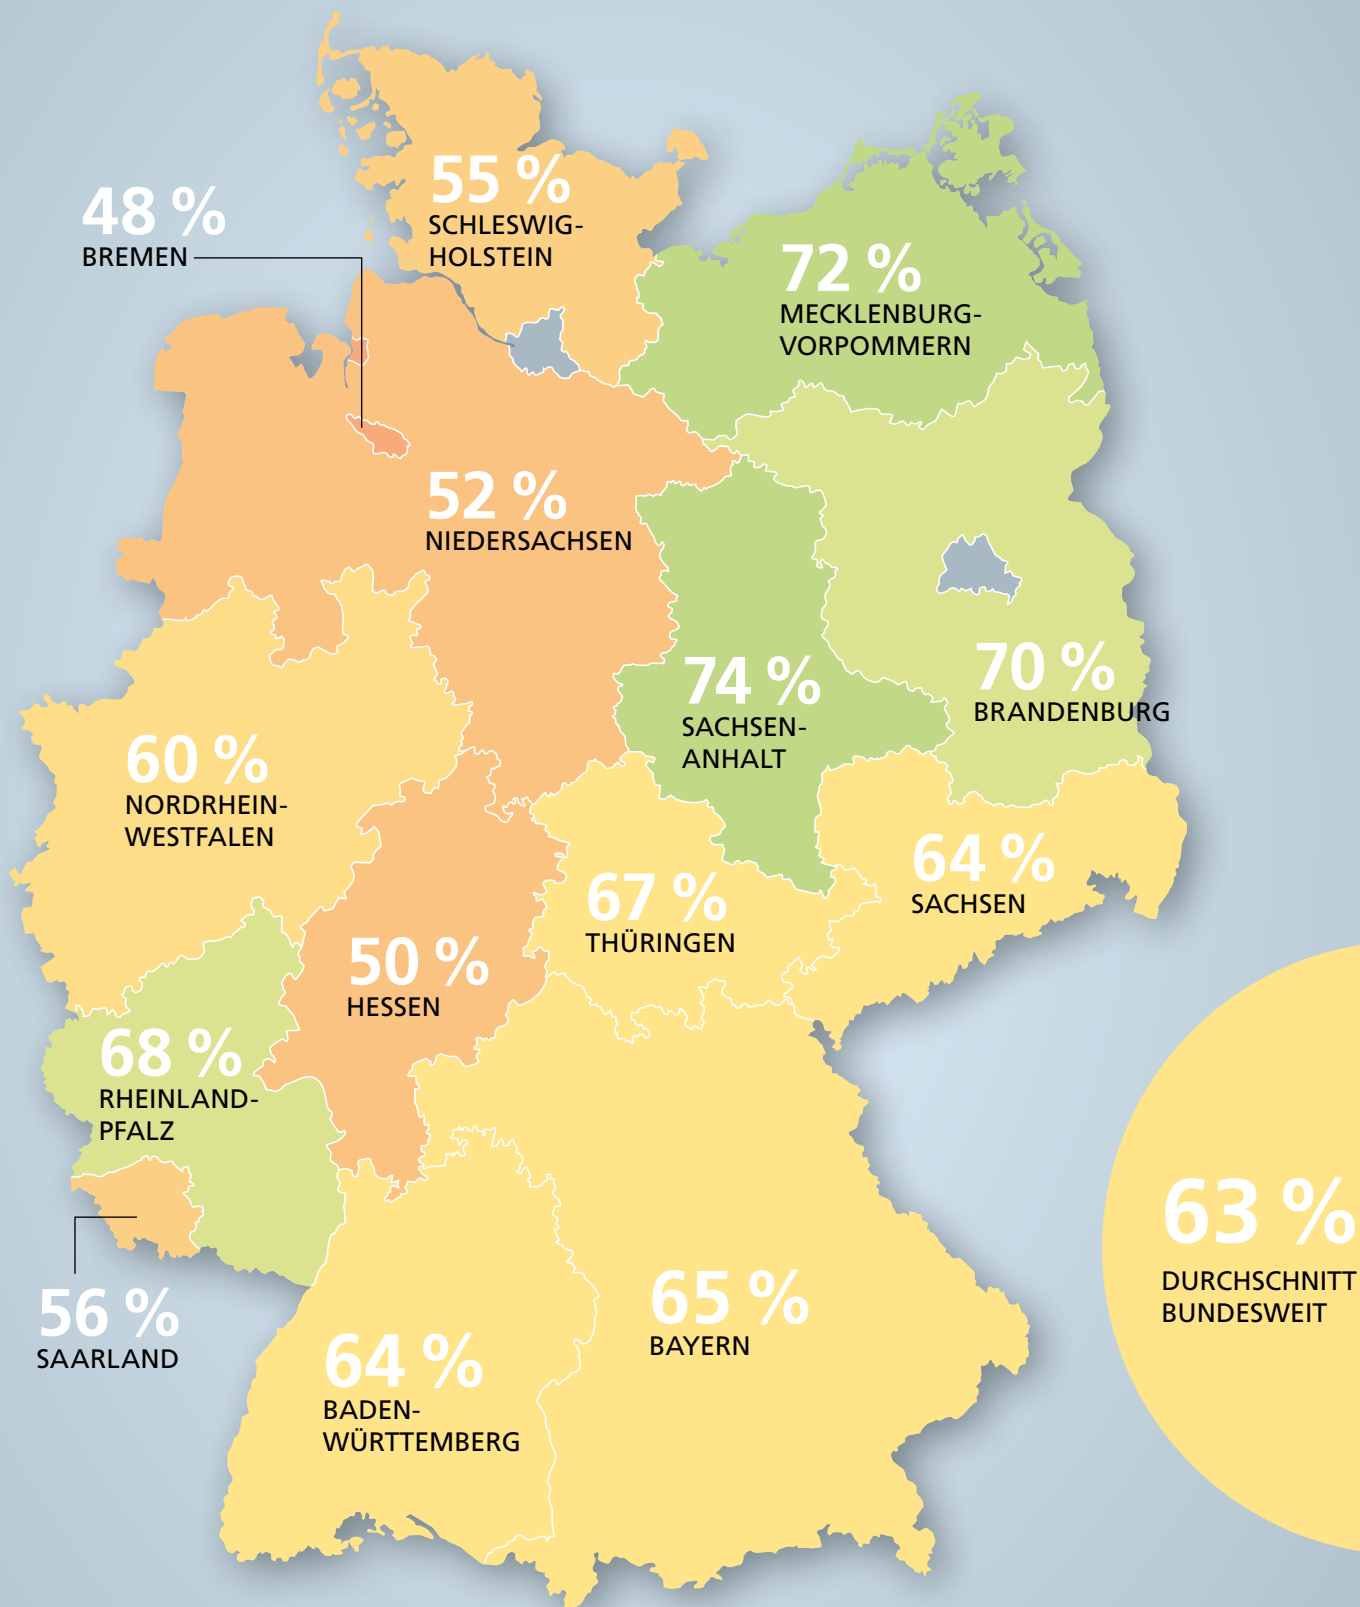 55 %
SCHLESWIG-
HOLSTEIN
48 %
BREMEN
72 %
MECKLENBURG-
VORPOMMERN
52 %
NIEDERSACHSEN
74 %
SACHSEN-
ANHALT
70 %
BRANDENBURG
60 %
NORDRHEIN-
WESTFALEN
64 %
SACHSEN
67 %
THÜRINGEN
50 %
HESSEN
68 %
RHEINLAND-
PFALZ
63 %
DURCHSCHNITT
BUNDESWEIT
56 %
SAARLAND
65 %
BAYERN
64 %
BADEN-
WÜRTTEMBERG